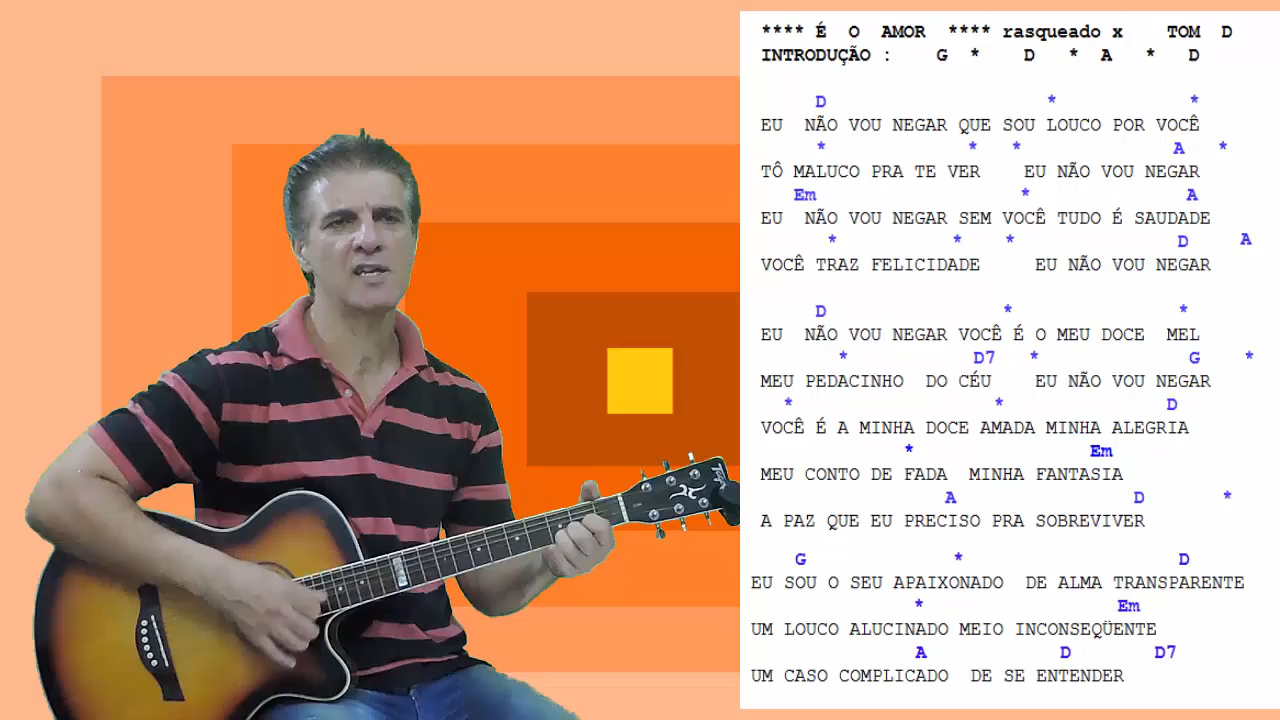 **** É O AMOR **** rasqueado x TOM D
INTRODUÇÃO : G * D * A * D
D * *
EU NÃO VOU NEGAR QUE SOU LOUCO POR VOCÊ
* * * A *
TÔ MALUCO PRA TE VER EU NÃO VOU NEGAR
Em * A
EU NÃO VOU NEGAR SEM VOCÊ TUDO É SAUDADE
* * * D A
VOCÊ TRAZ FELICIDADE EU NÃO VOU NEGAR
D * *
EU NÃO VOU NEGAR VOCÊ É O MEU DOCE MEL
* D7 * G *
MEU PEDACINHO DO CÉU EU NÃO VOU NEGAR
* * D
VOCÊ É A MINHA DOCE AMADA MINHA ALEGRIA
* Em
MEU CONTO DE FADA MINHA FANTASIA
A D *
A PAZ QUE EU PRECISO PRA SOBREVIVER
G * D
EU SOU O SEU APAIXONADO DE ALMA TRANSPARENTE
* Em
UM LOUCO ALUCINADO MEIO INCONSEQÜENTE
A D D7
UM CASO COMPLICADO DE SE ENTENDER